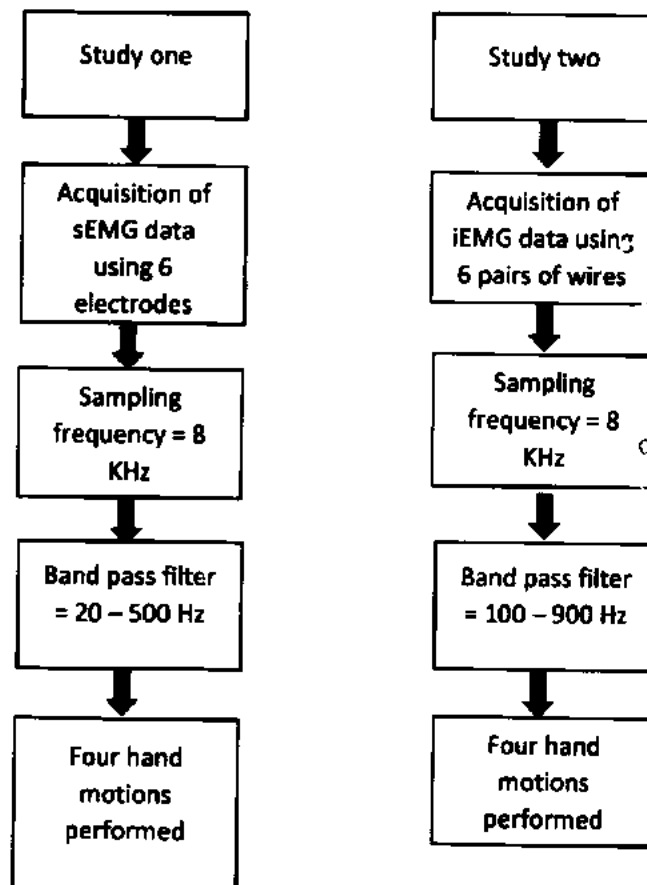 Study one
Acquisition of
sEMG data
using 6
electrodes
Sampling
frequency = 8
KHz
Band pass filter
= 20 – 500 Hz
Four hand
motions
performed
Study two
Acquisition of
iEMG data using
6 pairs of wires
Sampling
frequency = 8
KHz
Band pass filter
= 100 – 900 Hz
Four hand
motions
performed